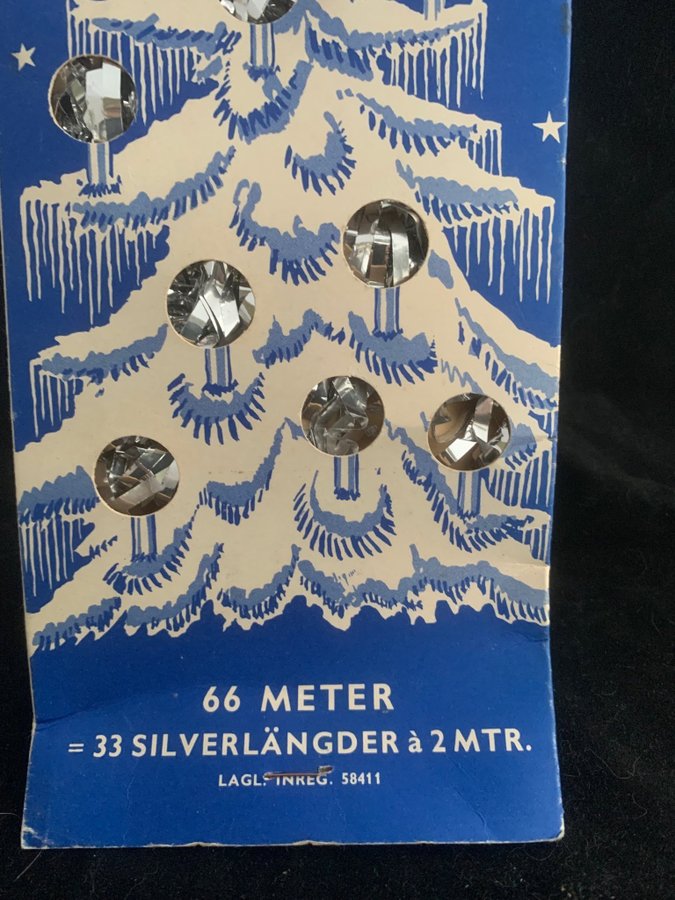 66 METER
= 33 SILVERLÄNGDER à 2 MTR.
LAGL. INREG. 58411